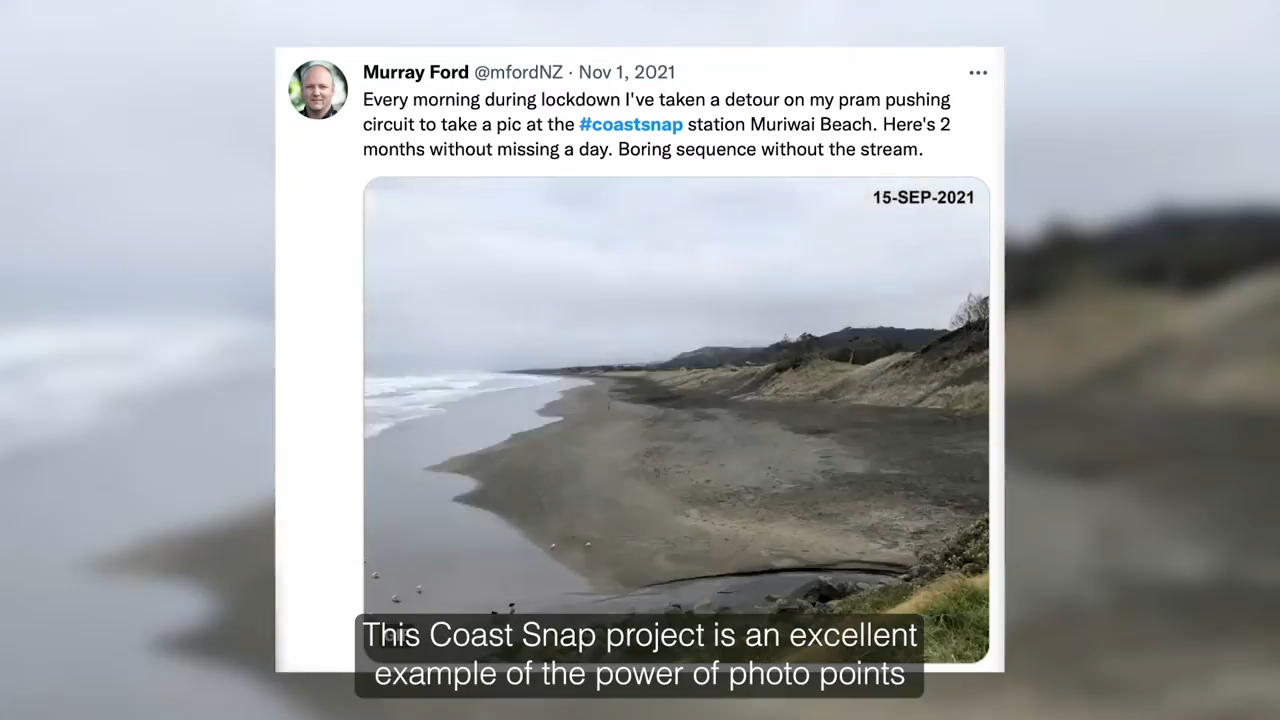 Murray Ford @mfordNZ · Nov 1, 2021
Every morning during lockdown I've taken a detour on my pram pushing
circuit to take a pic at the #coastsnap station Muriwai Beach. Here's 2
months without missing a day. Boring sequence without the stream.
15-SEP-2021
This Coast Snap project is an excellent
example of the power of photo points